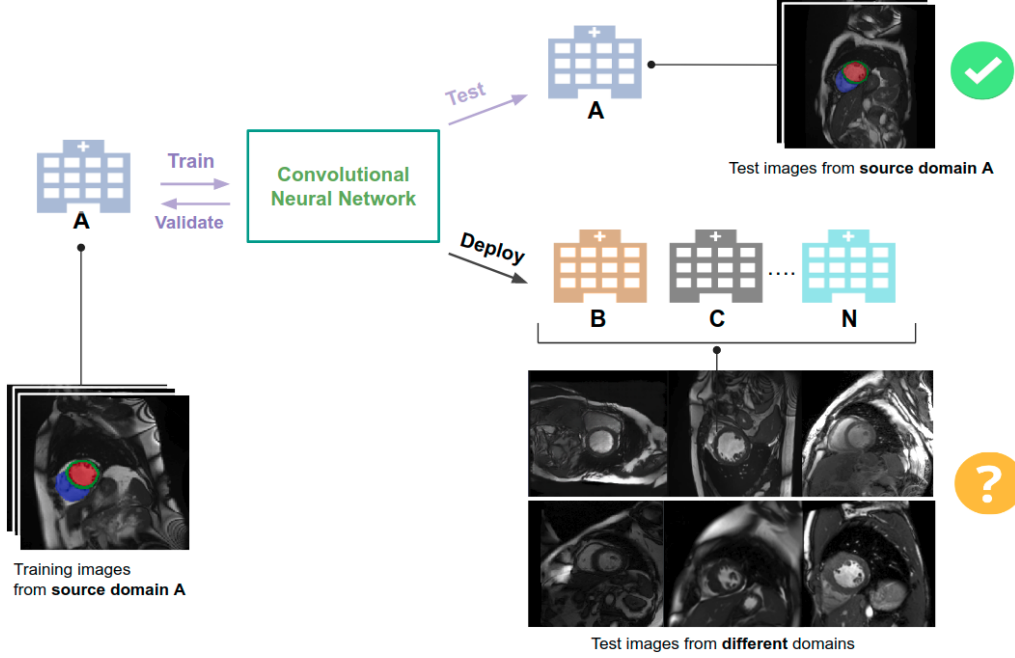 A
Test
Train
Validate
Convolutional
Neural Network
A
Test images from source domain A
Deploy
B
C
....
N
Training images
from source domain A
?
Test images from different domains